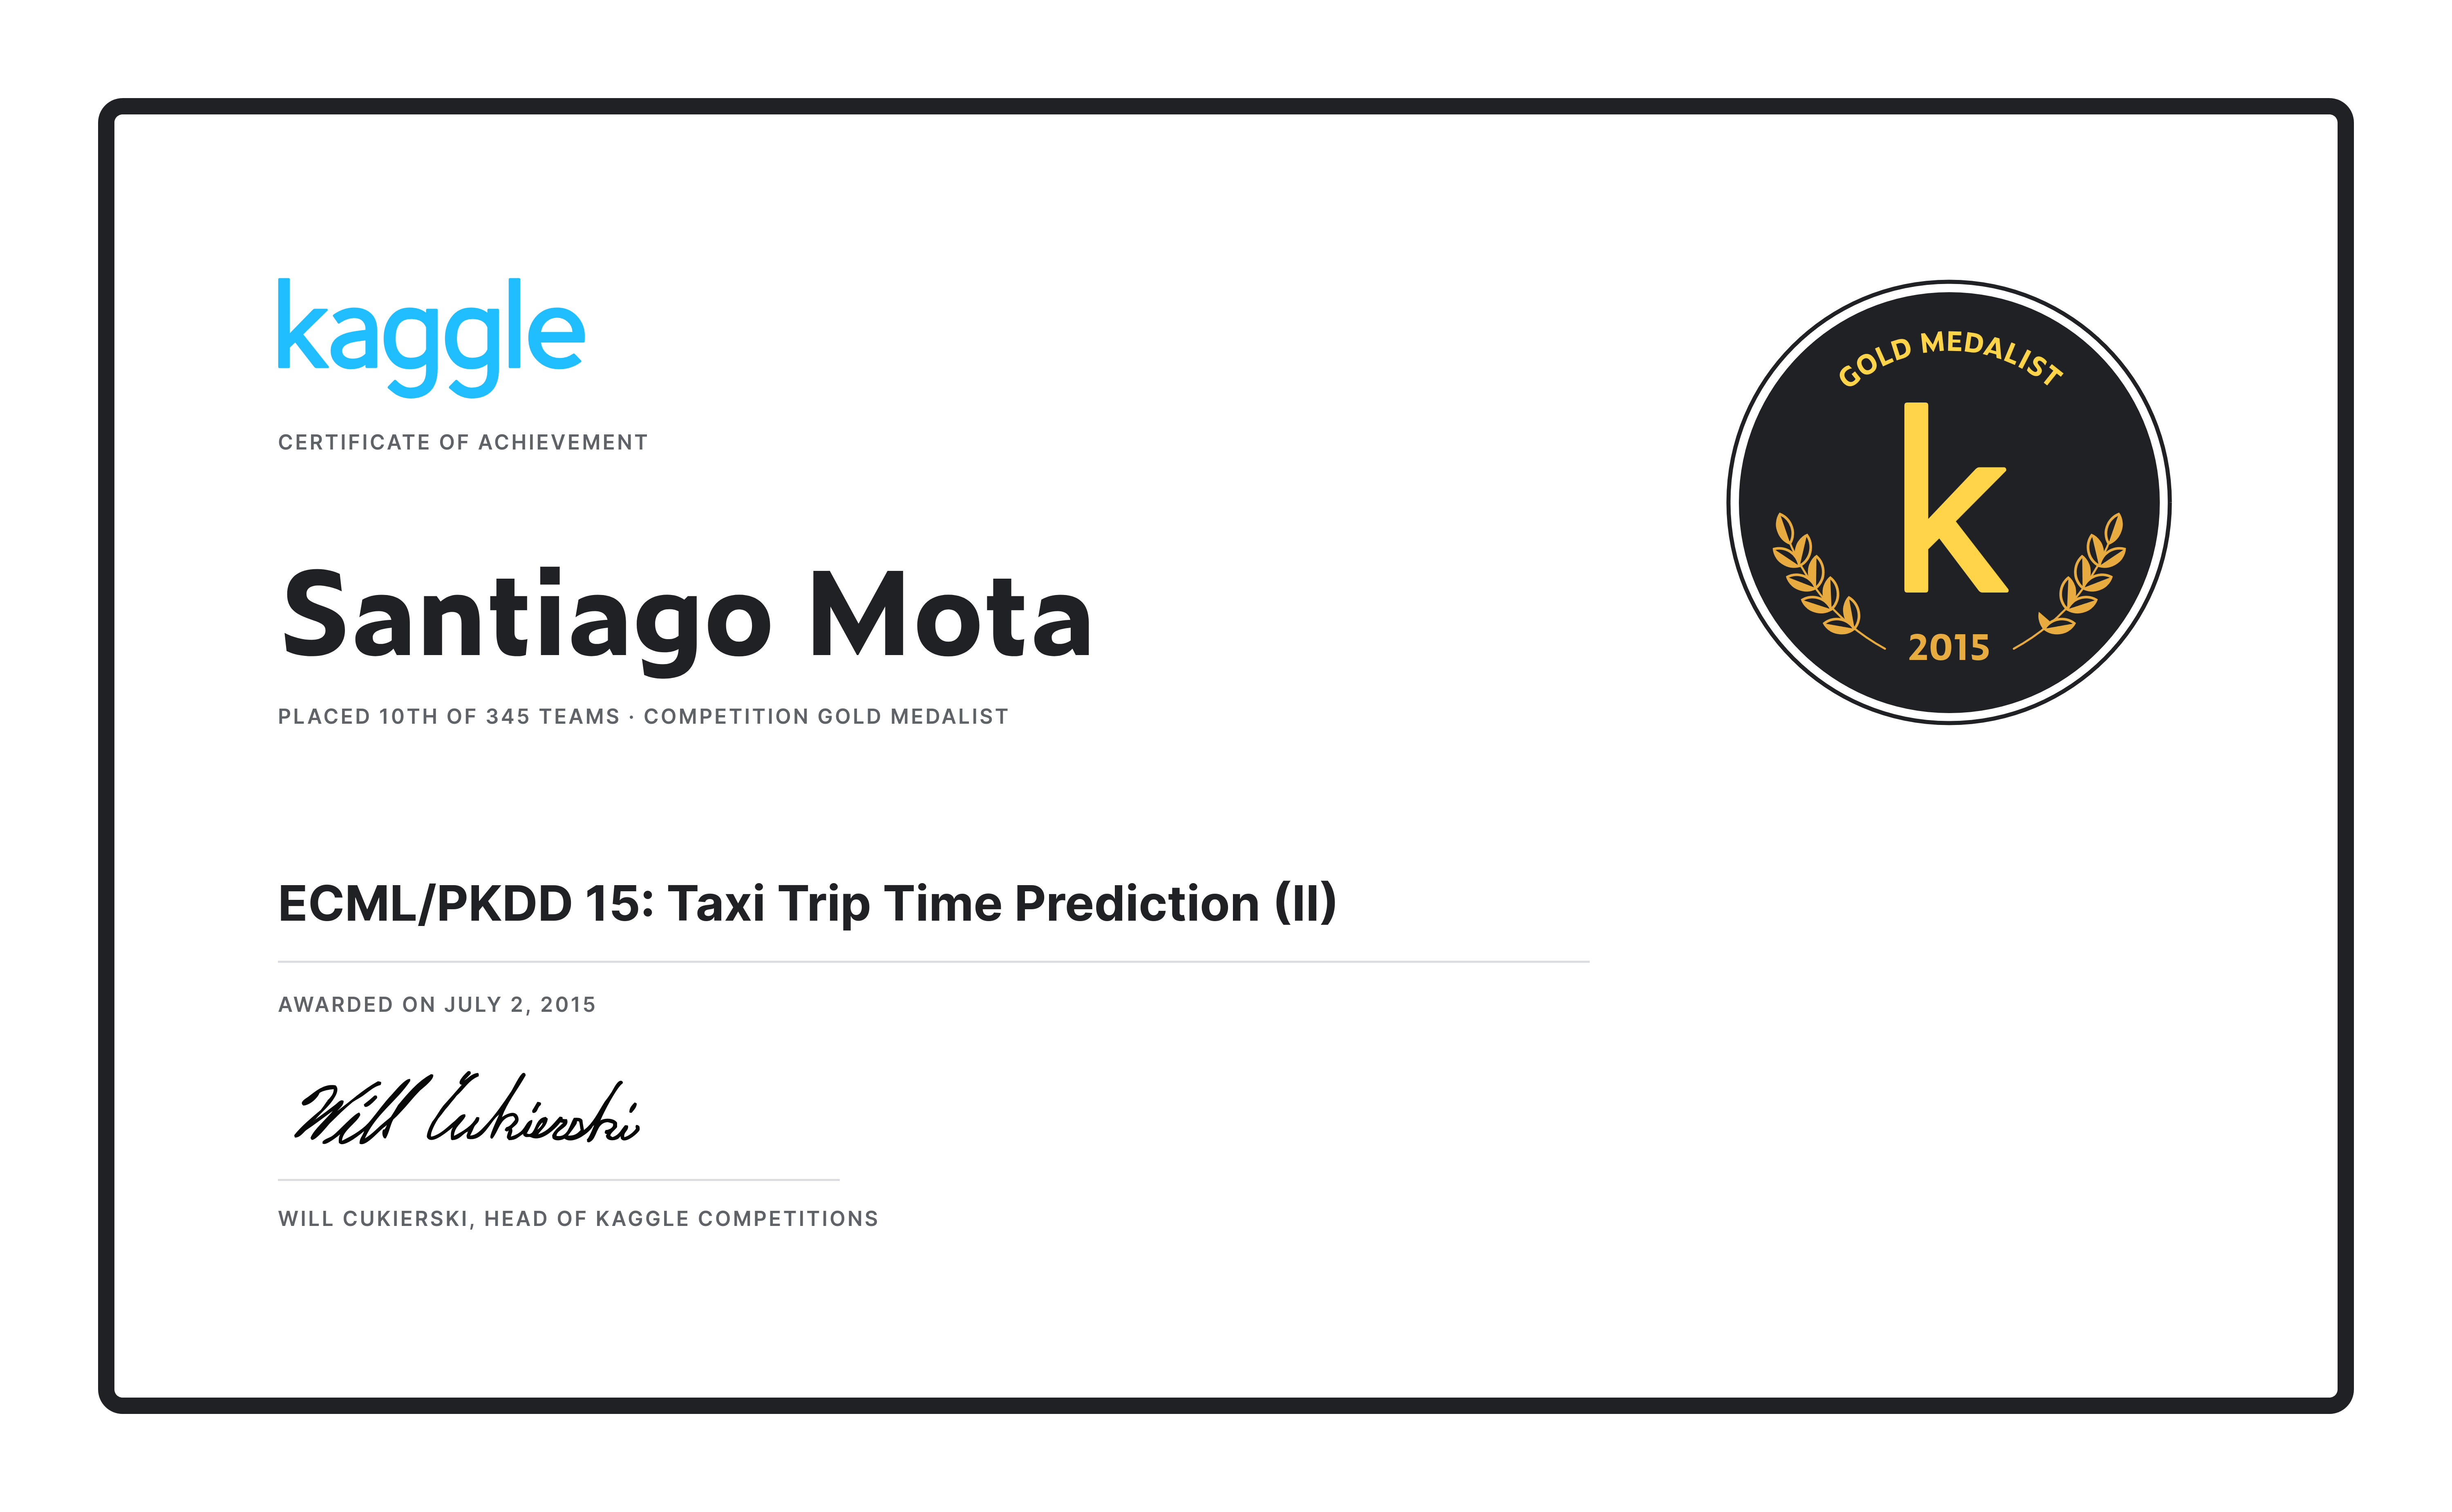 kaggle
CERTIFICATE OF ACHIEVEMENT
GOLD MEDALIST
k
2015
Santiago Mota
PLACED 10TH OF 345 TEAMS · COMPETITION GOLD MEDALIST
ECML/PKDD 15: Taxi Trip Time Prediction (II)
AWARDED ON JULY 2, 2015
Will Cukierski
WILL CUKIERSKI, HEAD OF KAGGLE COMPETITIONS